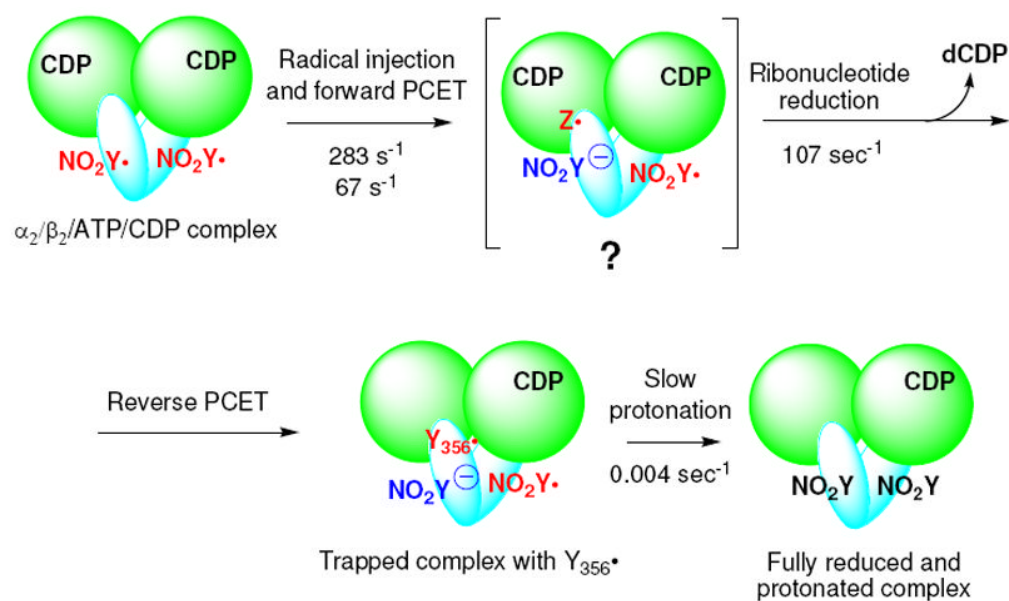 CDP CDP
NO₂Y• NO₂Y•
α₂/β₂/ATP/CDP complex
Radical injection
and forward PCET
283 s⁻¹
67 s⁻¹
CDP CDP
Z•
NO₂Y⊖ NO₂Y•
?
Ribonucleotide
reduction
107 sec⁻¹
dCDP
Reverse PCET
CDP
Y₃₅₆•
NO₂Y⊖ NO₂Y•
Trapped complex with Y₃₅₆•
Slow
protonation
0.004 sec⁻¹
CDP
NO₂Y NO₂Y
Fully reduced and
protonated complex